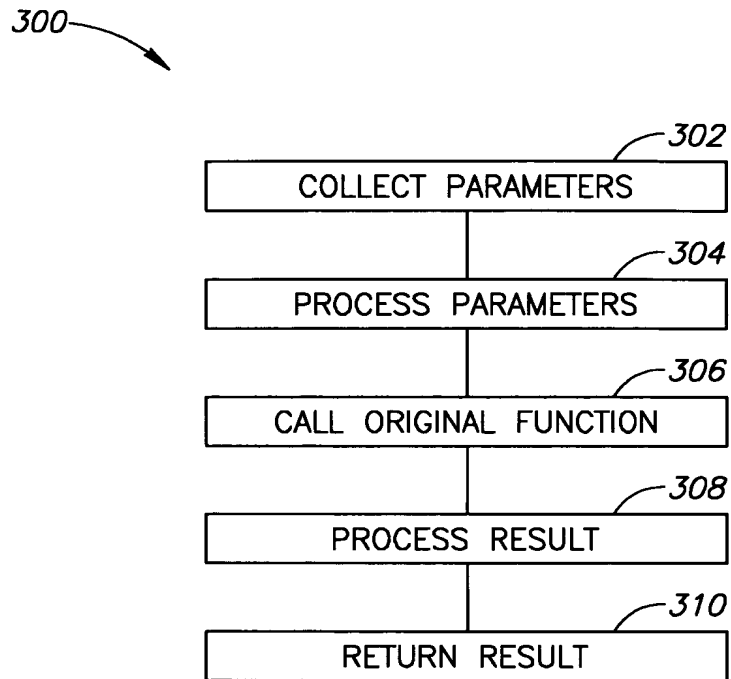 300
302
COLLECT PARAMETERS
304
PROCESS PARAMETERS
306
CALL ORIGINAL FUNCTION
308
PROCESS RESULT
310
RETURN RESULT